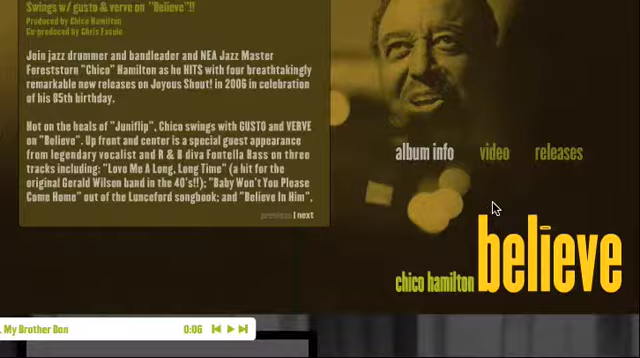 Swings w/ gusto & verve on "Believe"!!
Produced by Chico Hamilton
Co-produced by Chris
Join jazz drummer and bandleader and NEA Jazz Master
Foreststorn "Chico" Hamilton as he HITS with four breathtakingly
remarkable new releases on Joyous Shout! in 2006 in celebration
of his 85th birthday.
Hot on the heals of "Juniflip", Chico swings with GUSTO and VERVE
on "Believe". Up front and center is a special guest appearance
from legendary vocalist and R & B diva Fontella Bass on three
tracks including: "Love Me A Long, Long Time" (a hit for the
original Gerald Wilson band in the 40's!!); "Baby Won't You Please
Come Home" out of the Lunceford songbook; and "Believe In Him",
previous | next
album info video releases
chico hamilton believe
. My Brother Don 0:06